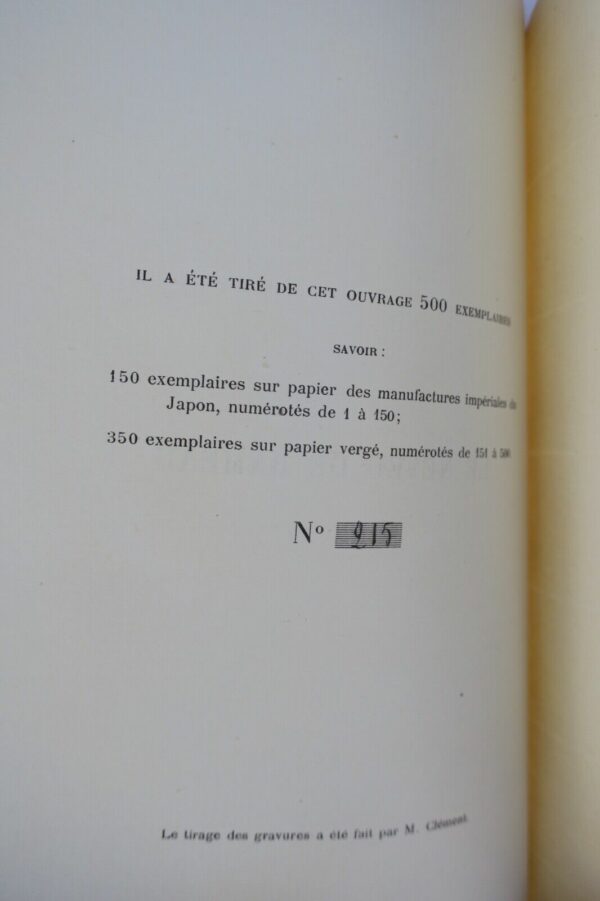 IL A ÉTÉ TIRÉ DE CET OUVRAGE 500 EXEMPLAIRES
SAVOIR :
150 exemplaires sur papier des manufactures impériales du
Japon, numérotés de 1 à 150;
350 exemplaires sur papier vergé, numérotés de 151 à 500
Nº 215
Le tirage des gravures a été fait par M. Clément.